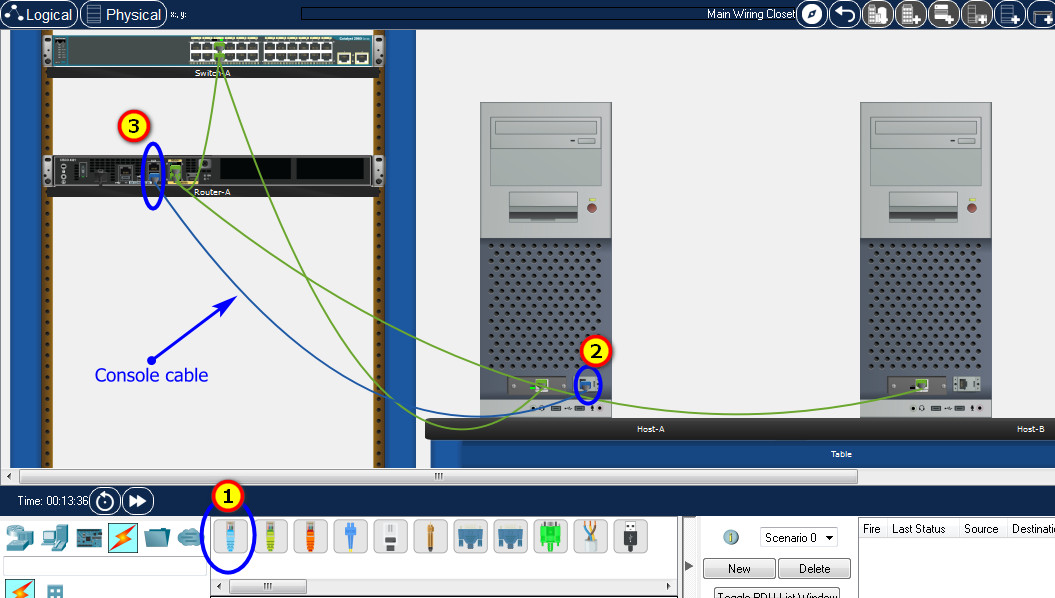 Logical Physical x:, y: Main Wiring Closet
Switch-A
3
Router-A
2
Console cable
Host-A Host-B
Table
Time: 00:13:36
1
Scenario 0 Fire Last Status Source Destinati
New Delete
Toggle PDU List Window